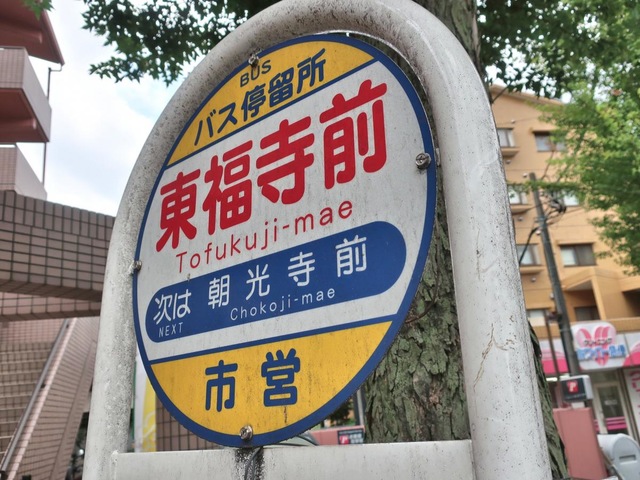 BUS
バス停留所
東福寺前
Tofukuji-mae
次は 朝光寺前
NEXT Chokoji-mae
市営